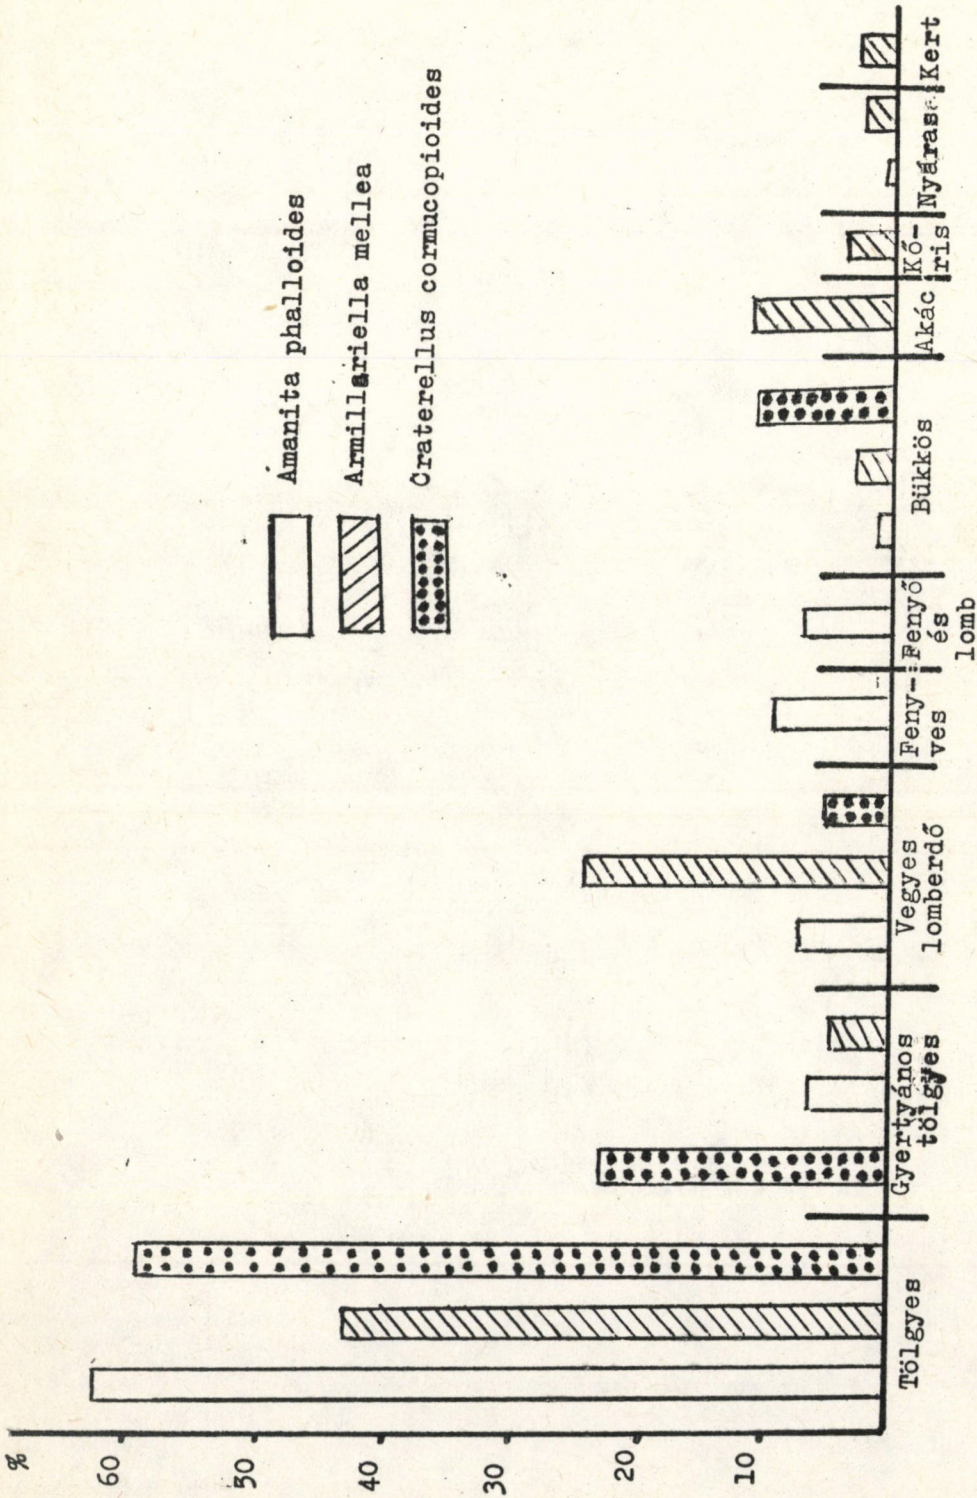 %
60
50
40
30
20
10
Amanita phalloides
Armillariella mellea
Craterellus cormucopioides
Tölgyes
Gyertyános
tölgyes
Vegyes
lomberdő
Feny-
ves
Fenyő
és
lomb
Bükkös
Akác
Kő-
ris
Nyáras
Kert